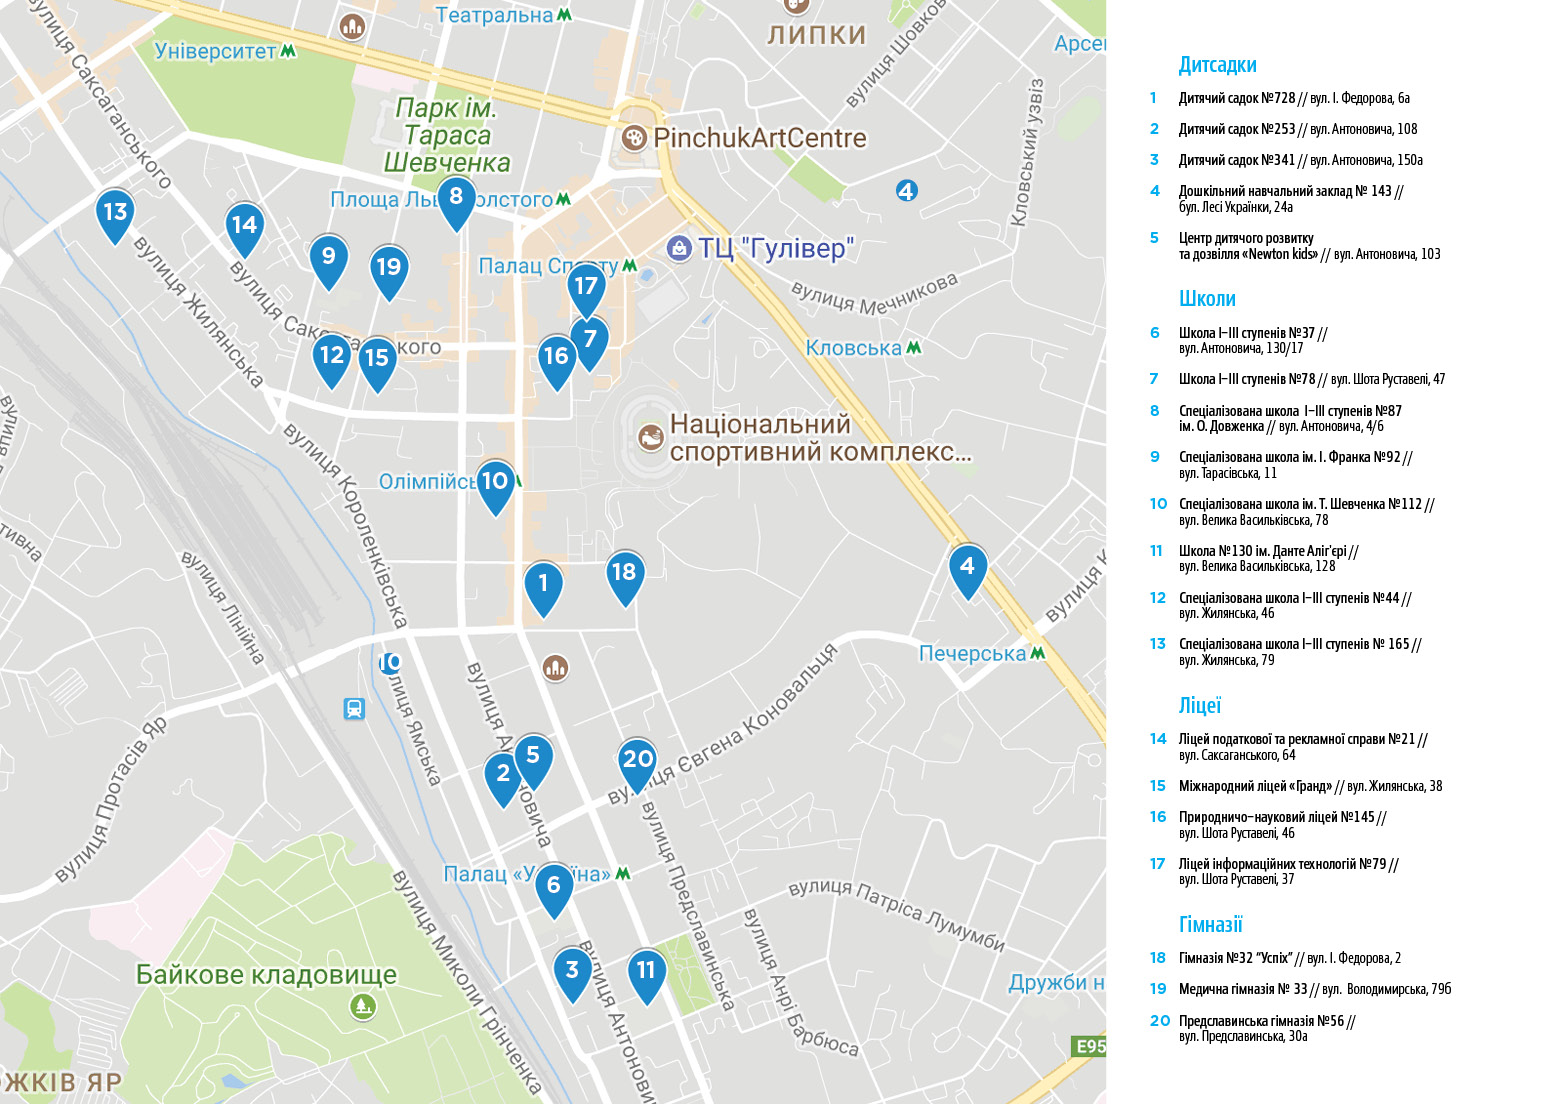 Театральна
Університет
ЛИПКИ
вулиця Шовков
Арсе
вулиця Саксаганського
Парк ім.
Тараса
Шевченка
PinchukArtCentre
Кловський узвіз
4
8
Площа Ль
олстого
13
14
9
19
ТЦ "Гулівер"
Палац Спорту
17
вулиця Мечникова
вулиця Жилянська
вулиця Сакс
кого
12
15
16
7
Кловська
Національний
спортивний комплекс...
вулиця Короленківська
Олімпійсь
10
тивна
вулиця Лінійна
1
18
4
вулиця К
Печерська
10
лиця Ямська
вулиця Ан
ювича
2
5
20
вулиця Євгена Коновальця
вулиця Протасів Яр
Палац «У
їна»
6
вулиця Предславинська
вулиця Патріса Лумумби
вулиця Миколи Грінченка
вулиця Анрі Барбюса
Байкове кладовище
3
11
вулиця Антонови
Дружби н
E95
ЖКІВ ЯР
Дитсадки
1 Дитячий садок №728 // вул. І. Федорова, 6а
2 Дитячий садок №253 // вул. Антоновича, 108
3 Дитячий садок №341 // вул. Антоновича, 150а
4 Дошкільний навчальний заклад № 143 //
бул. Лесі Українки, 24а
5 Центр дитячого розвитку
та дозвілля «Newton kids» // вул. Антоновича, 103
Школи
6 Школа І–ІІІ ступенів №37 //
вул. Антоновича, 130/17
7 Школа І–ІІІ ступенів №78 // вул. Шота Руставелі, 47
8 Спеціалізована школа І–ІІІ ступенів №87
ім. О. Довженка // вул. Антоновича, 4/6
9 Спеціалізована школа ім. І. Франка №92 //
вул. Тарасівська, 11
10 Спеціалізована школа ім. Т. Шевченка №112 //
вул. Велика Васильківська, 78
11 Школа №130 ім. Данте Аліг'єрі //
вул. Велика Васильківська, 128
12 Спеціалізована школа І–ІІІ ступенів №44 //
вул. Жилянська, 46
13 Спеціалізована школа І–ІІІ ступенів № 165 //
вул. Жилянська, 79
Ліцеї
14 Ліцей податкової та рекламної справи №21 //
вул. Саксаганського, 64
15 Міжнародний ліцей «Гранд» // вул. Жилянська, 38
16 Природничо–науковий ліцей №145 //
вул. Шота Руставелі, 46
17 Ліцей інформаційних технологій №79 //
вул. Шота Руставелі, 37
Гімназії
18 Гімназія №32 “Успіх” // вул. І. Федорова, 2
19 Медична гімназія № 33 // вул. Володимирська, 79б
20 Предславинська гімназія №56 //
вул. Предславинська, 30а